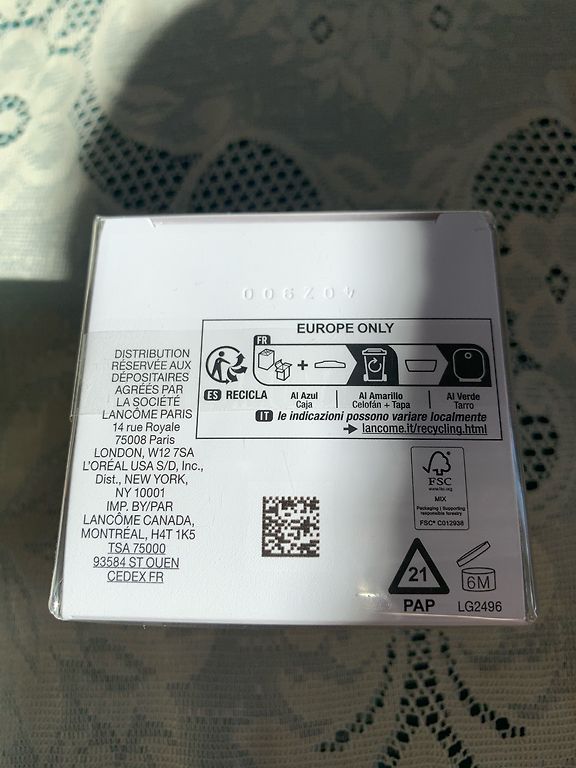 EUROPE ONLY
FR
ES RECICLA
Al Azul
Caja
Al Amarillo
Celofán + Tapa
Al Verde
Tarro
IT le indicazioni possono variare localmente
lancome.it/recycling.html
DISTRIBUTION
RÉSERVÉE AUX
DÉPOSITAIRES
AGRÉÉS PAR
LA SOCIÉTÉ
LANCÔME PARIS
14 rue Royale
75008 Paris
LONDON, W12 7SA
L'ORÉAL USA S/D, Inc.,
Dist., NEW YORK,
NY 10001
IMP. BY/PAR
LANCÔME CANADA,
MONTRÉAL, H4T 1K5
TSA 75000
93584 ST OUEN
CEDEX FR
FSC
www.fsc.org
MIX
Packaging | Supporting
responsible forestry
FSC® C012938
21
PAP
6M
LG2496